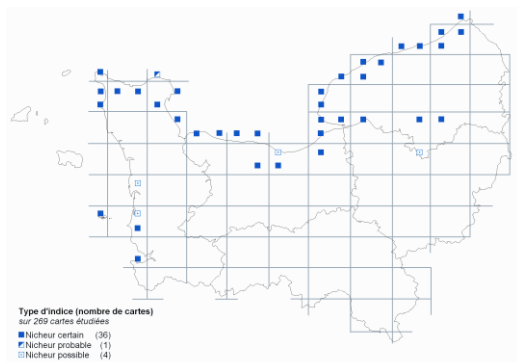 Type d'indice (nombre de cartes)
sur 269 cartes étudiées
Nicheur certain (36)
Nicheur probable (1)
Nicheur possible (4)